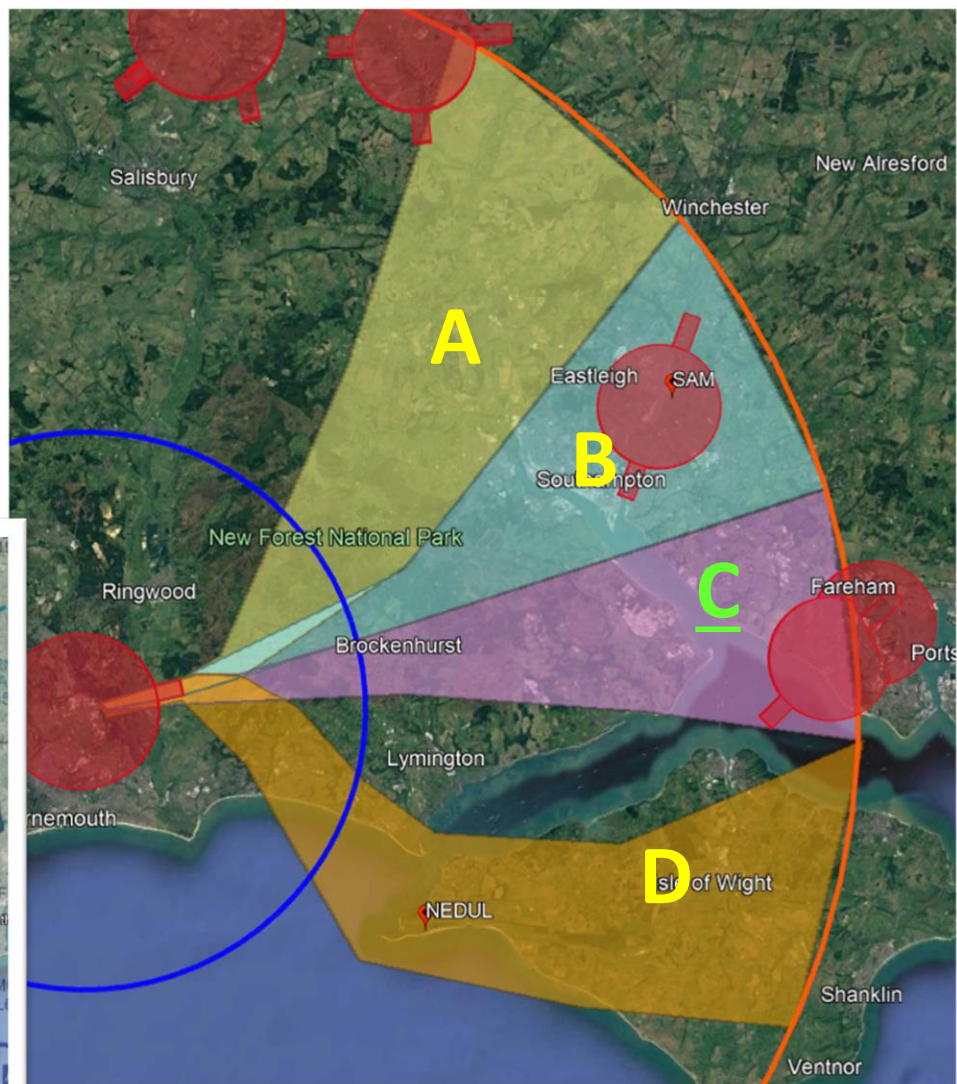 Salisbury
New Alresford
Winchester
A
Eastleigh
SAM
B
Southampton
New Forest National Park
C
Fareham
Ringwood
Brockenhurst
Ports
Lymington
rnemouth
D
Isle of Wight
NEDUL
Shanklin
Ventnor